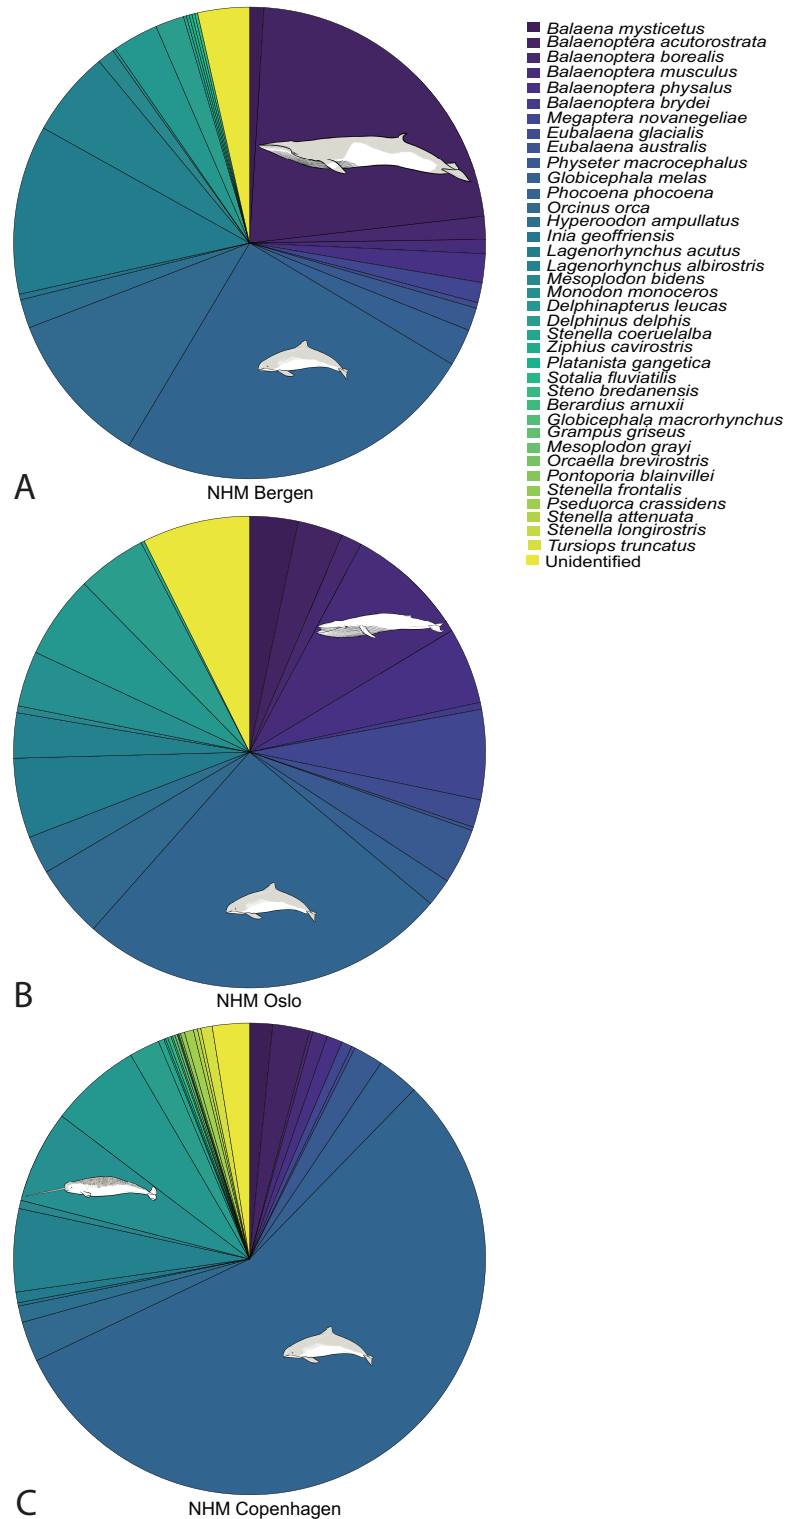 Balaena mysticetus
Balaenoptera acutorostrata
Balaenoptera borealis
Balaenoptera musculus
Balaenoptera physalus
Balaenoptera brydei
Megaptera novanegeliae
Eubalaena glacialis
Eubalaena australis
Physeter macrocephalus
Globicephala melas
Phocoena phocoena
Orcinus orca
Hyperoodon ampullatus
Inia geoffriensis
Lagenorhynchus acutus
Lagenorhynchus albirostris
Mesoplodon bidens
Monodon monoceros
Delphinapterus leucas
Delphinus delphis
Stenella coeruelalba
Ziphius cavirostris
Platanista gangetica
Sotalia fluviatilis
Steno bredanensis
Berardius arnuxii
Globicephala macrorhynchus
Grampus griseus
Mesoplodon grayi
Orcaella brevirostris
Pontoporia blainvillei
Stenella frontalis
Pseduorca crassidens
Stenella attenuata
Stenella longirostris
Tursiops truncatus
Unidentified
A
NHM Bergen
B
NHM Oslo
C
NHM Copenhagen